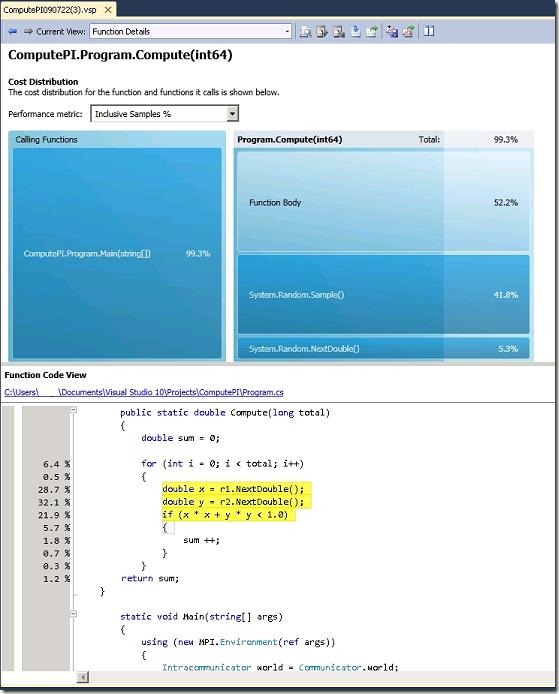 ComputePI090722(3).vsp
Current View: Function Details
ComputePI.Program.Compute(int64)
Cost Distribution
The cost distribution for the function and functions it calls is shown below.
Performance metric: Inclusive Samples %
Calling Functions
ComputePI.Program.Main(string[]) 99.3%
Program.Compute(int64) Total: 99.3%
Function Body 52.2%
System.Random.Sample() 41.8%
System.Random.NextDouble() 5.3%
Function Code View
C:\Users\ \Documents\Visual Studio 10\Projects\ComputePI\Program.cs
public static double Compute(long total)
{
double sum = 0;
6.4 % for (int i = 0; i < total; i++)
0.5 % {
28.7 % double x = r1.NextDouble();
32.1 % double y = r2.NextDouble();
21.9 % if (x * x + y * y < 1.0)
5.7 % {
1.8 % sum ++;
0.7 % }
0.3 % }
1.2 % return sum;
}
static void Main(string[] args)
{
using (new MPI.Environment(ref args))
{
Intracommunicator world = Communicator.world;